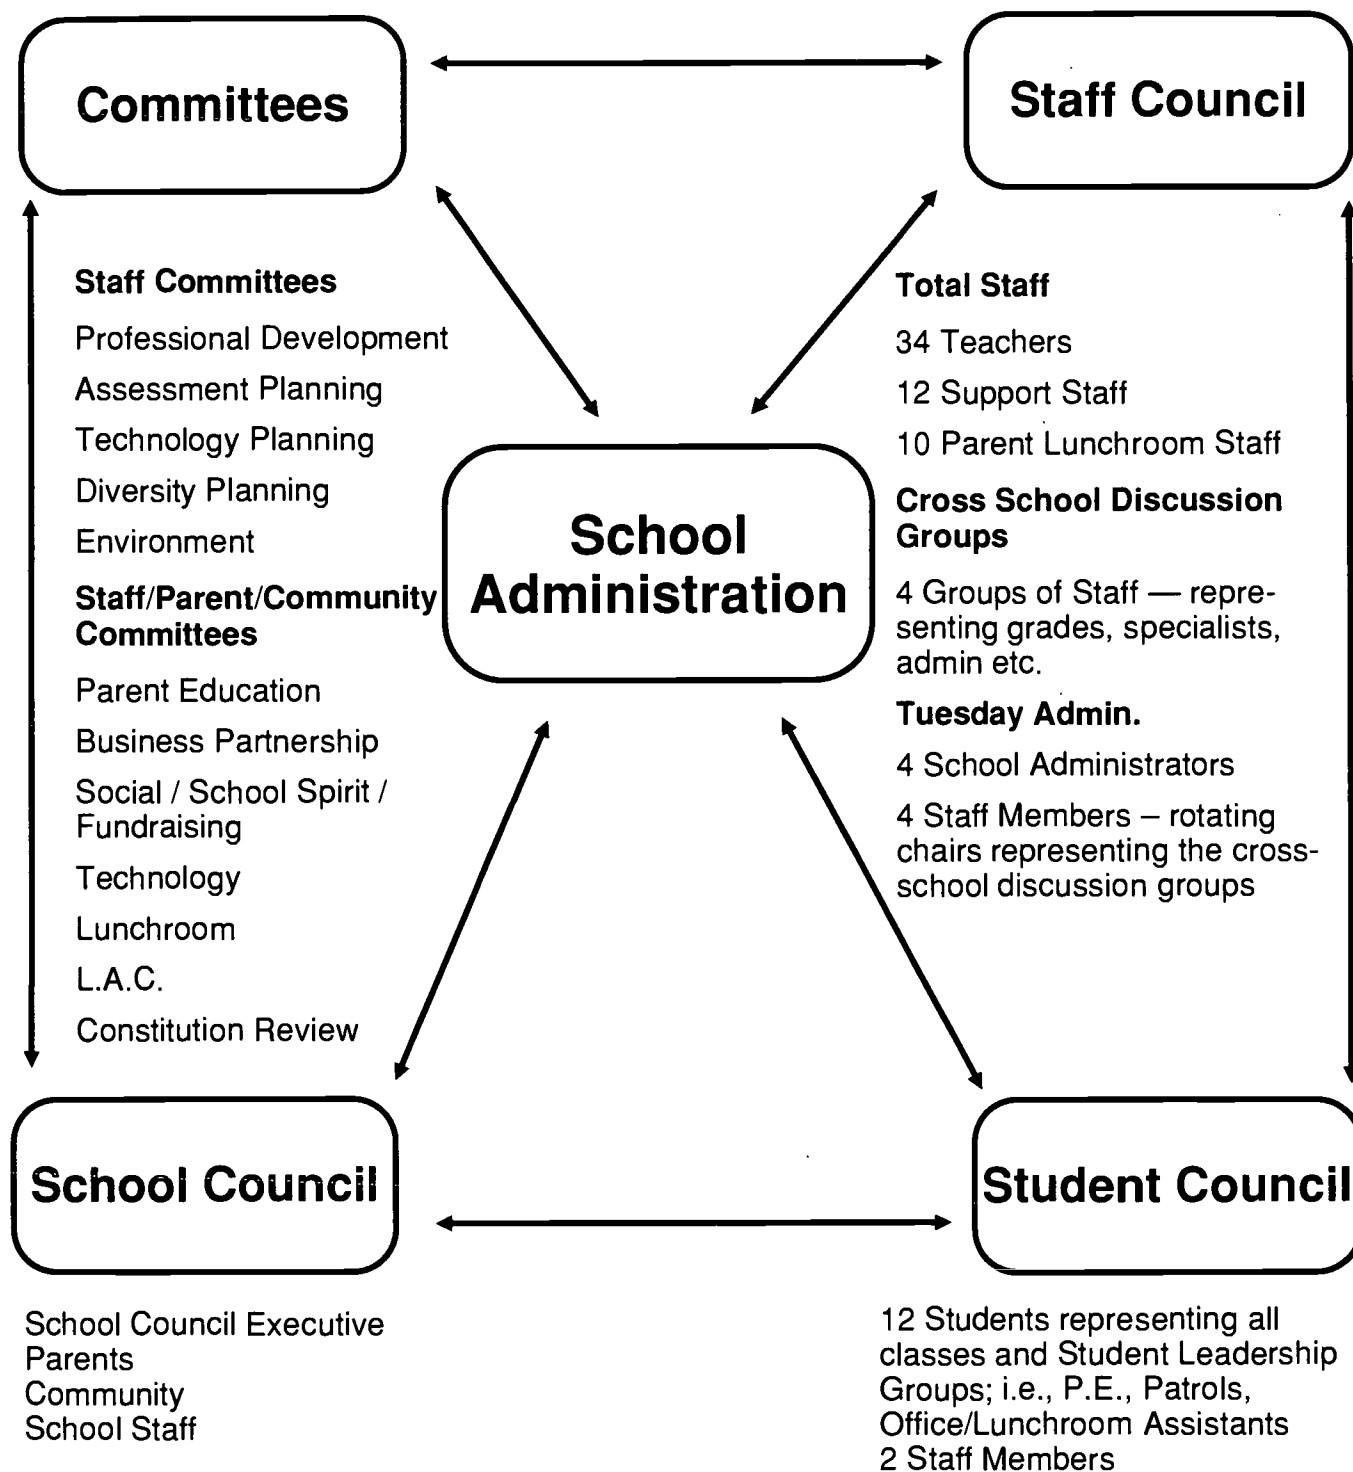 Committees
Staff Council
Staff Committees
Professional Development
Assessment Planning
Technology Planning
Diversity Planning
Environment
Staff/Parent/Community
Committees
Parent Education
Business Partnership
Social / School Spirit /
Fundraising
Technology
Lunchroom
L.A.C.
Constitution Review
School
Administration
Total Staff
34 Teachers
12 Support Staff
10 Parent Lunchroom Staff
Cross School Discussion
Groups
4 Groups of Staff — repre-
senting grades, specialists,
admin etc.
Tuesday Admin.
4 School Administrators
4 Staff Members – rotating
chairs representing the cross-
school discussion groups
School Council
Student Council
School Council Executive
Parents
Community
School Staff
12 Students representing all
classes and Student Leadership
Groups; i.e., P.E., Patrols,
Office/Lunchroom Assistants
2 Staff Members